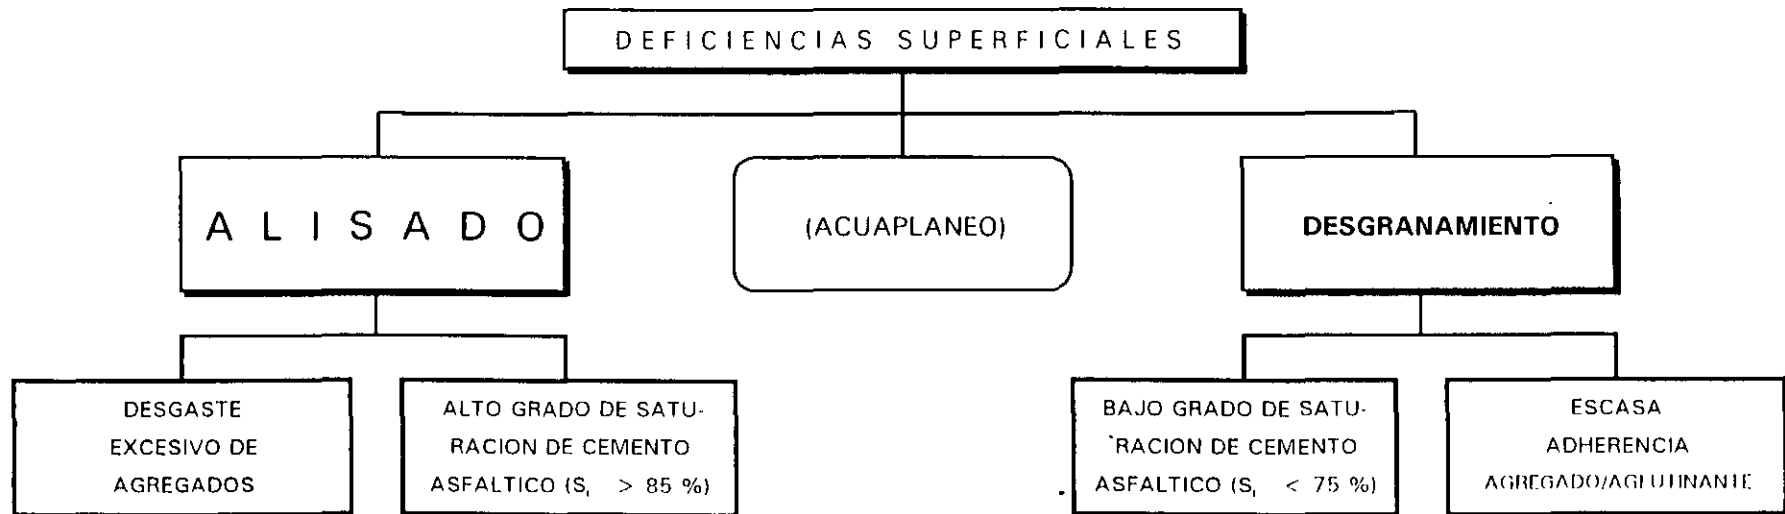 DEFICIENCIAS SUPERFICIALES
ALISADO
(ACUAPLANEO)
DESGRANAMIENTO
DESGASTE
EXCESIVO DE
AGREGADOS
ALTO GRADO DE SATU-
RACION DE CEMENTO
ASFALTICO (S, > 85 %)
BAJO GRADO DE SATU-
RACION DE CEMENTO
ASFALTICO (S, < 75 %)
ESCASA
ADHERENCIA
AGREGADO/AGLUTINANTE